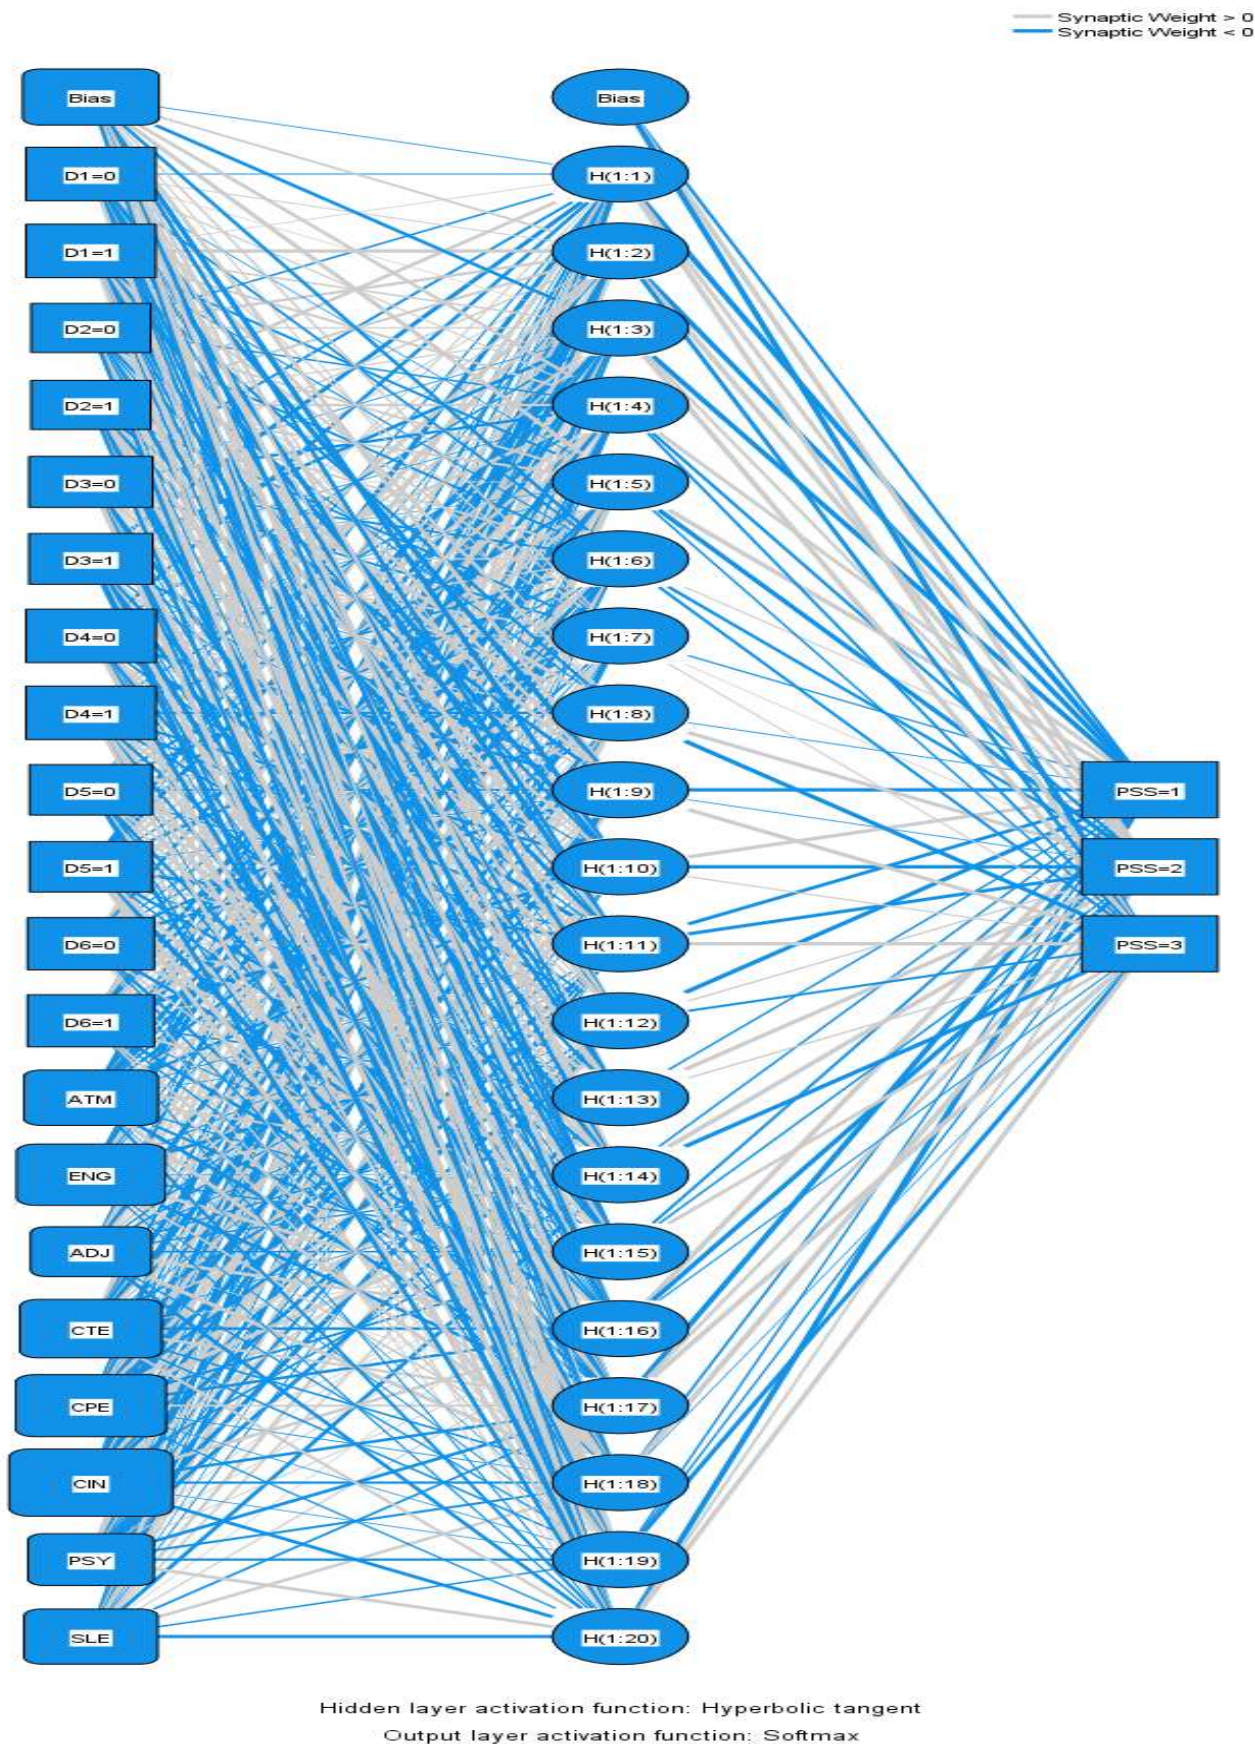 Synaptic Weight > 0
Synaptic Weight < 0
Bias
D1=0
D1=1
D2=0
D2=1
D3=0
D3=1
D4=0
D4=1
D5=0
D5=1
D6=0
D6=1
ATM
ENG
ADJ
CTE
CPE
CIN
PSY
SLE
Bias
H(1:1)
H(1:2)
H(1:3)
H(1:4)
H(1:5)
H(1:6)
H(1:7)
H(1:8)
H(1:9)
H(1:10)
H(1:11)
H(1:12)
H(1:13)
H(1:14)
H(1:15)
H(1:16)
H(1:17)
H(1:18)
H(1:19)
H(1:20)
PSS=1
PSS=2
PSS=3
Hidden layer activation function: Hyperbolic tangent
Output layer activation function: Softmax